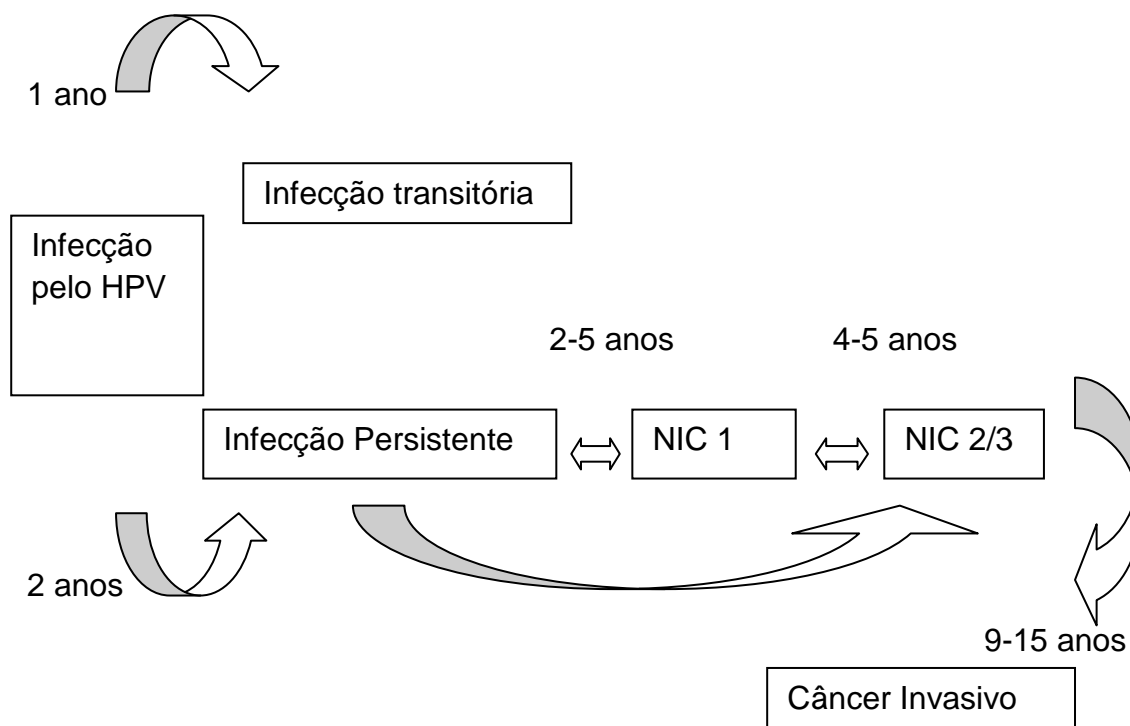 1 ano
Infecção transitória
Infecção
pelo HPV
2-5 anos
4-5 anos
Infecção Persistente
NIC 1
NIC 2/3
2 anos
9-15 anos
Câncer Invasivo